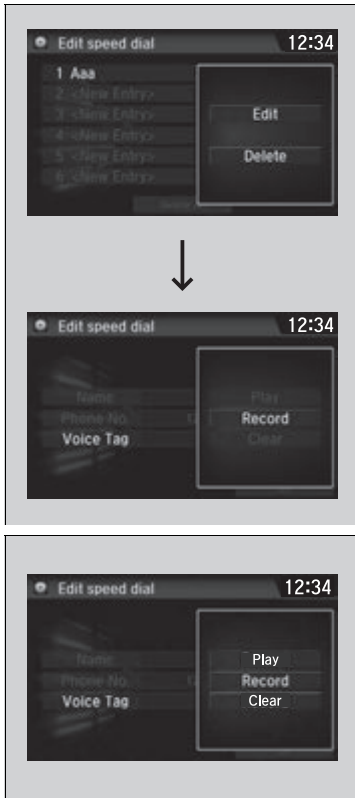 Edit speed dial 12:34
1 Aaa
2 <New Entry>
3 <New Entry>
4 <New Entry>
5 <New Entry>
6 <New Entry>
Edit
Delete
Edit speed dial 12:34
Name
Phone No.
Voice Tag
Play
Record
Clear
Edit speed dial 12:34
Name
Phone No.
Voice Tag
Play
Record
Clear